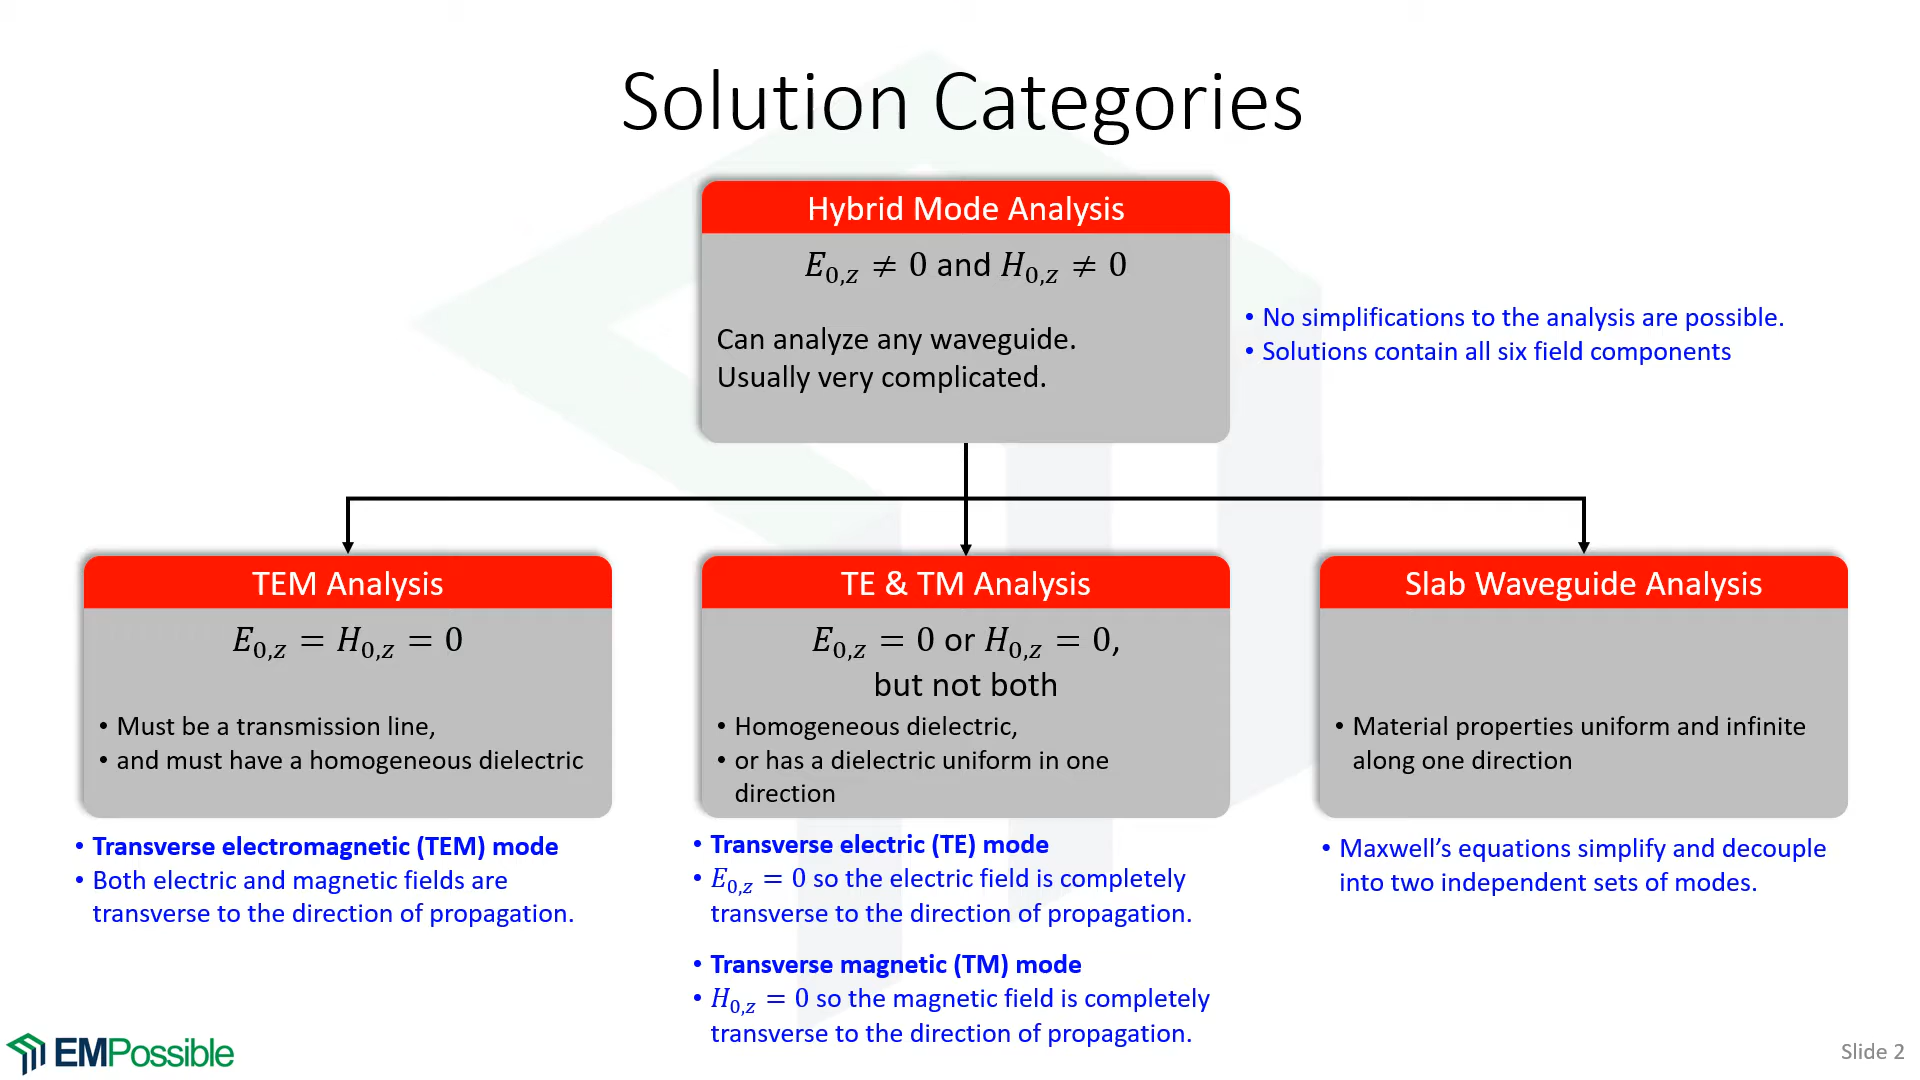 Solution Categories
Hybrid Mode Analysis
E₀,z ≠ 0 and H₀,z ≠ 0
Can analyze any waveguide.
Usually very complicated.
• No simplifications to the analysis are possible.
• Solutions contain all six field components
TEM Analysis
E₀,z = H₀,z = 0
• Must be a transmission line,
• and must have a homogeneous dielectric
• Transverse electromagnetic (TEM) mode
• Both electric and magnetic fields are
transverse to the direction of propagation.
TE & TM Analysis
E₀,z = 0 or H₀,z = 0,
but not both
• Homogeneous dielectric,
• or has a dielectric uniform in one
direction
• Transverse electric (TE) mode
• E₀,z = 0 so the electric field is completely
transverse to the direction of propagation.
• Transverse magnetic (TM) mode
• H₀,z = 0 so the magnetic field is completely
transverse to the direction of propagation.
Slab Waveguide Analysis
• Material properties uniform and infinite
along one direction
• Maxwell’s equations simplify and decouple
into two independent sets of modes.
EMPossible
Slide 2